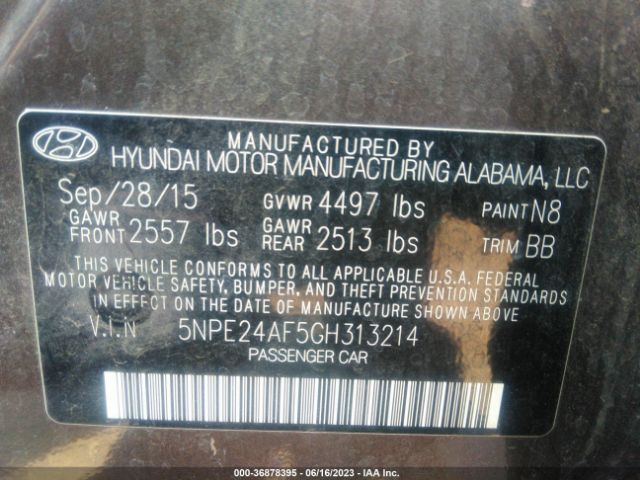 MANUFACTURED BY
HYUNDAI MOTOR MANUFACTURING ALABAMA, LLC
Sep/28/15 GVWR 4497 lbs PAINT N8
GAWR FRONT 2557 lbs GAWR REAR 2513 lbs TRIM BB
THIS VEHICLE CONFORMS TO ALL APPLICABLE U.S.A. FEDERAL
MOTOR VEHICLE SAFETY, BUMPER, AND THEFT PREVENTION STANDARDS
IN EFFECT ON THE DATE OF MANUFACTURE SHOWN ABOVE
V.I.N 5NPE24AF5GH313214
PASSENGER CAR
000-36878395 - 06/16/2023 - IAA Inc.